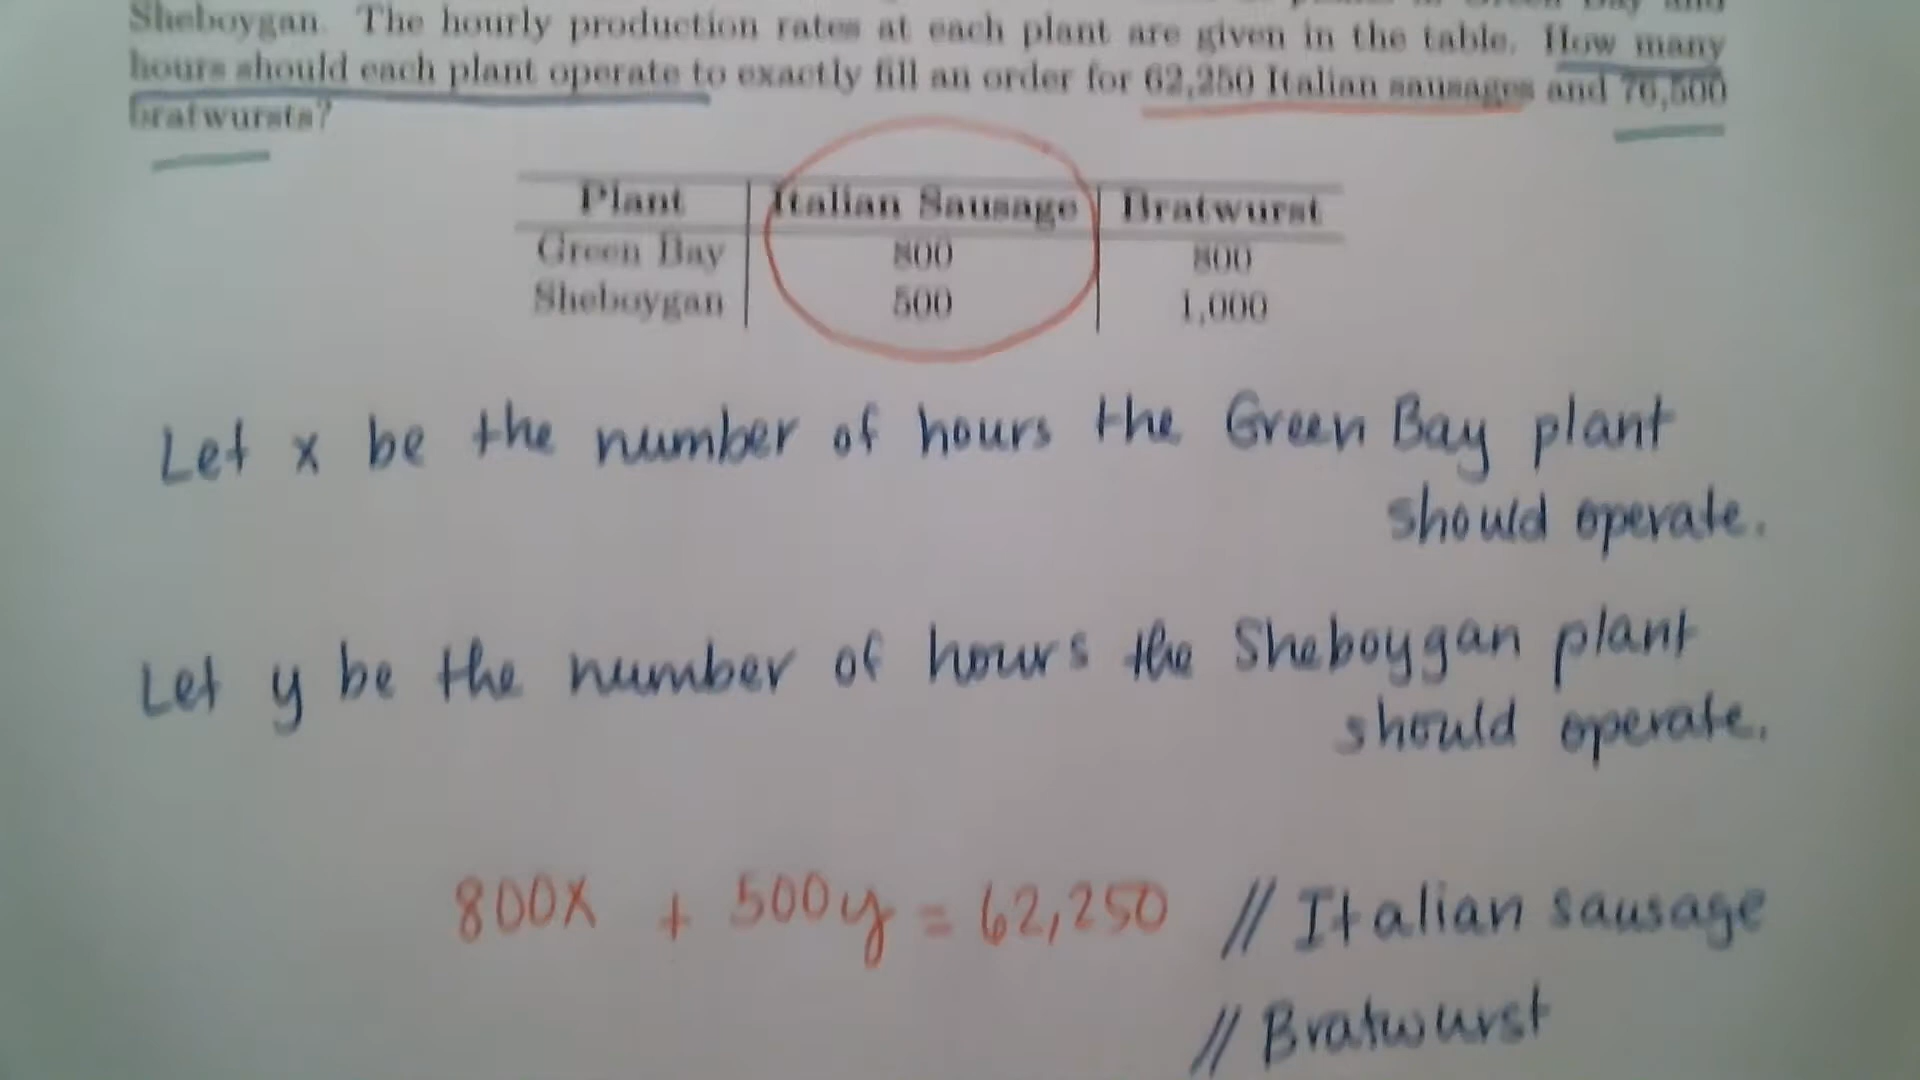 Sheboygan. The hourly production rates at each plant are given in the table. How many
hours should each plant operate to exactly fill an order for 62,250 Italian sausages and 76,500
bratwursts?
Plant Italian Sausage Bratwurst
Green Bay 800 800
Sheboygan 500 1,000
Let x be the number of hours the Green Bay plant
should operate.
Let y be the number of hours the Sheboygan plant
should operate.
800x + 500y = 62,250 // Italian sausage
// Bratwurst